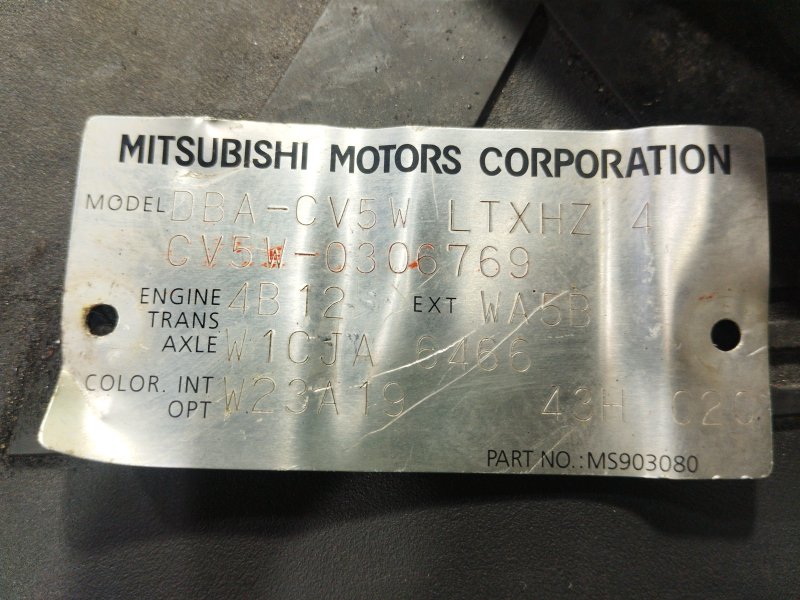 MITSUBISHI MOTORS CORPORATION
MODEL DBA-CV5W LTXHZ 4
CV5W-0306769
ENGINE 4B12 EXT WA5B
TRANS
AXLE W1CJA 6466
COLOR. INT
OPT W23A19 43H C20
PART NO.:MS903080